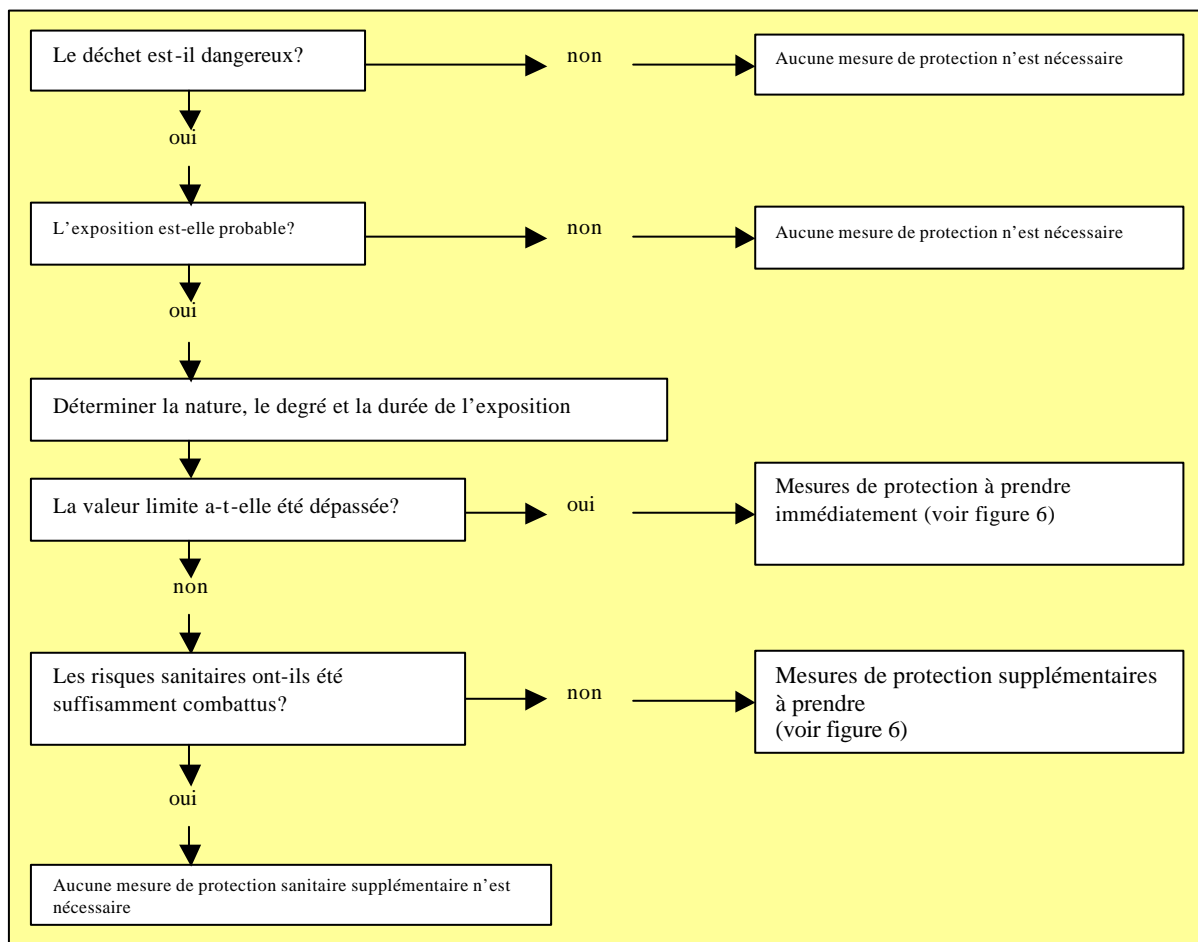 Le déchet est-il dangereux?
non
Aucune mesure de protection n'est nécessaire
oui
L'exposition est-elle probable?
non
Aucune mesure de protection n'est nécessaire
oui
Déterminer la nature, le degré et la durée de l'exposition
La valeur limite a-t-elle été dépassée?
oui
Mesures de protection à prendre
immédiatement (voir figure 6)
non
Les risques sanitaires ont-ils été
suffisamment combattus?
non
Mesures de protection supplémentaires
à prendre
(voir figure 6)
oui
Aucune mesure de protection sanitaire supplémentaire n'est
nécessaire